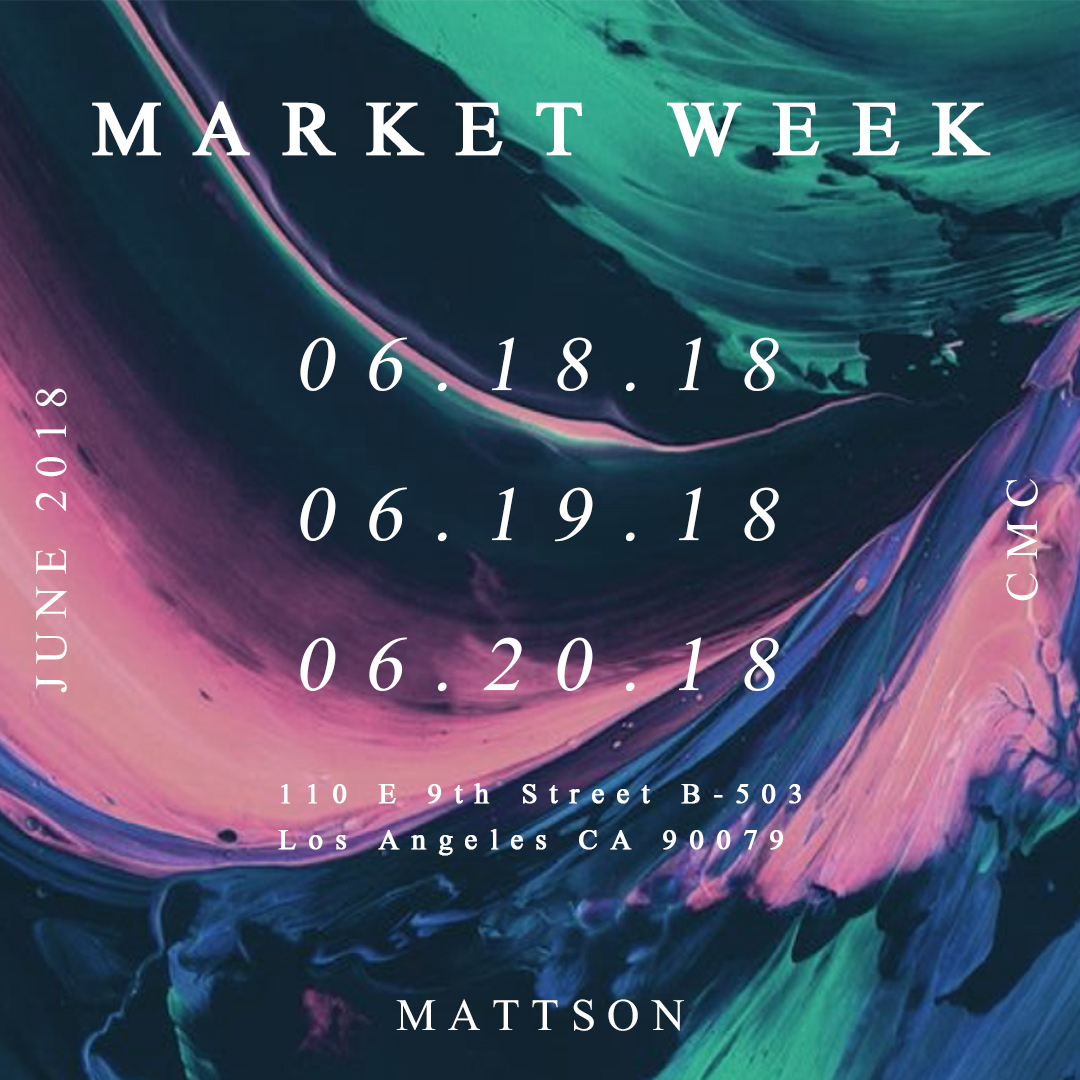 MARKET WEEK
06.18.18
JUNE 2018
CMC
06.19.18
06.20.18
110 E 9th Street B-503
Los Angeles CA 90079
MATTSON